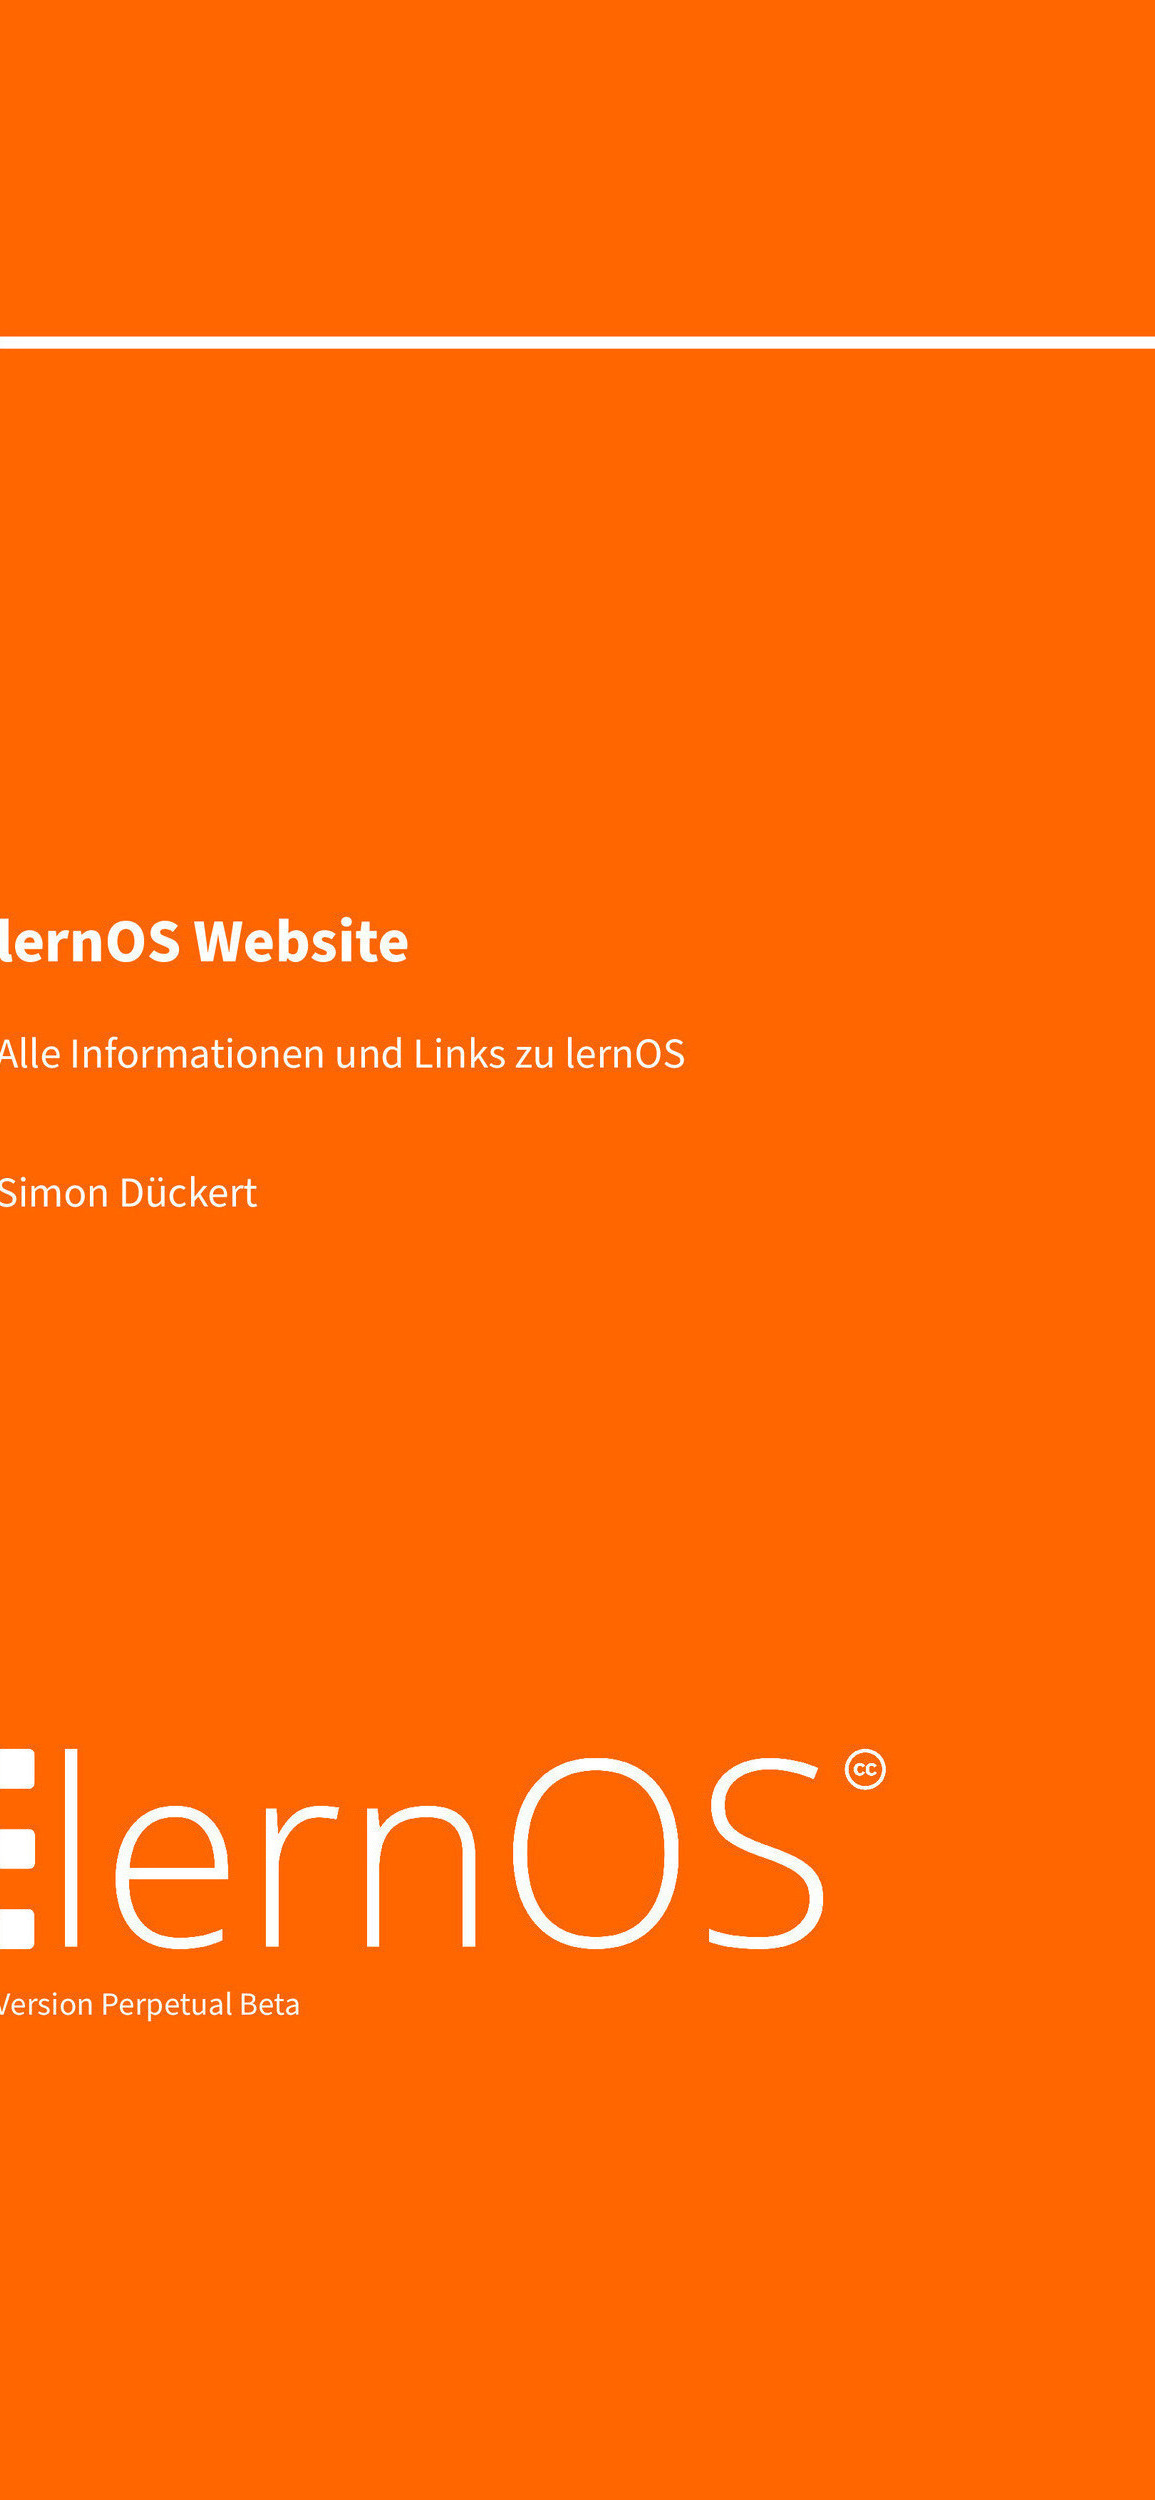 lernOS Website
Alle Informationen und Links zu lernOS
Simon Dückert
lernOS cc
Version Perpetual Beta